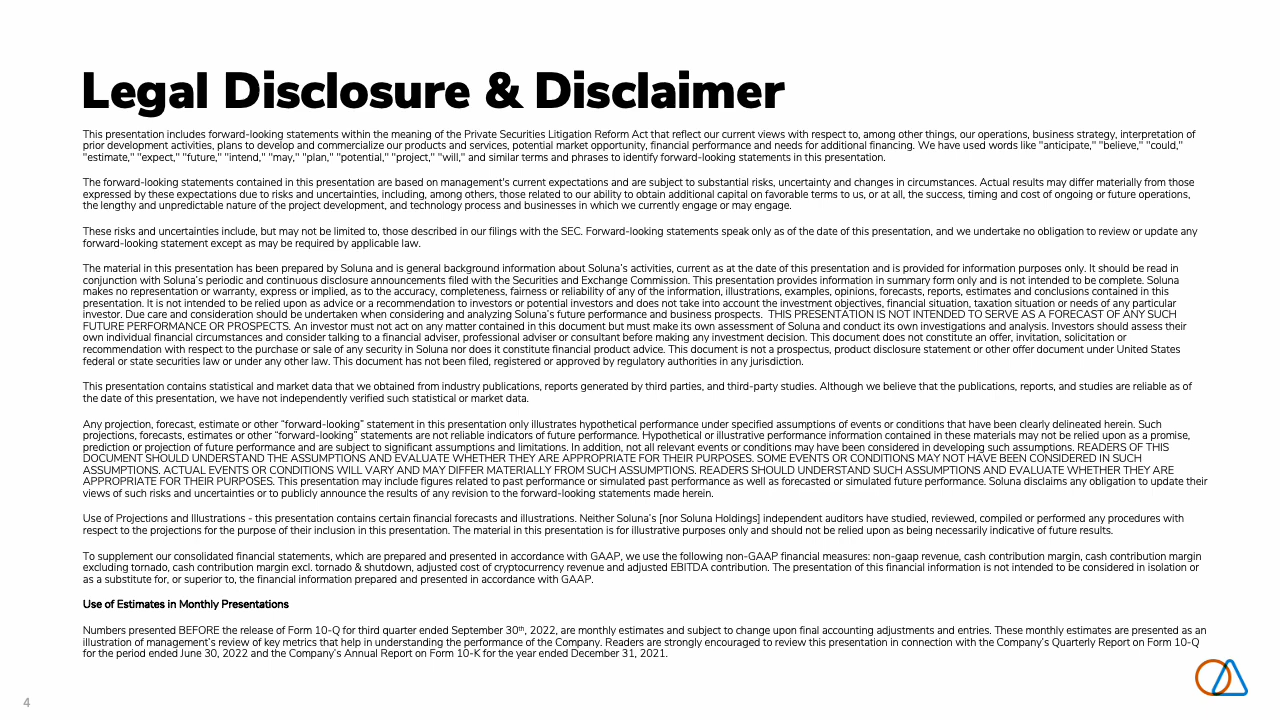 Legal Disclosure & Disclaimer
This presentation includes forward-looking statements within the meaning of the Private Securities Litigation Reform Act that reflect our current views with respect to, among other things, our operations, business strategy, interpretation of
prior development activities, plans to develop and commercialize our products and services, potential market opportunity, financial performance and needs for additional financing. We have used words like "anticipate," "believe," "could,"
"estimate," "expect," "future," "intend," "may," "plan," "potential," "project," "will," and similar terms and phrases to identify forward-looking statements in this presentation.
The forward-looking statements contained in this presentation are based on management's current expectations and are subject to substantial risks, uncertainty and changes in circumstances. Actual results may differ materially from those
expressed by these expectations due to risks and uncertainties, including, among others, those related to our ability to obtain additional capital on favorable terms to us, or at all, the success, timing and cost of ongoing or future operations,
the lengthy and unpredictable nature of the project development, and technology process and businesses in which we currently engage or may engage.
These risks and uncertainties include, but may not be limited to, those described in our filings with the SEC. Forward-looking statements speak only as of the date of this presentation, and we undertake no obligation to review or update any
forward-looking statement except as may be required by applicable law.
The material in this presentation has been prepared by Soluna and is general background information about Soluna's activities, current as at the date of this presentation and is provided for information purposes only. It should be read in
conjunction with Soluna's periodic and continuous disclosure announcements filed with the Securities and Exchange Commission. This presentation provides information in summary form only and is not intended to be complete. Soluna
makes no representation or warranty, express or implied, as to the accuracy, completeness, fairness or reliability of any of the information, illustrations, examples, opinions, forecasts, reports, estimates and conclusions contained in this
presentation. It is not intended to be relied upon as advice or a recommendation to investors or potential investors and does not take into account the investment objectives, financial situation, taxation situation or needs of any particular
investor. Due care and consideration should be undertaken when considering and analyzing Soluna's future performance and business prospects. THIS PRESENTATION IS NOT INTENDED TO SERVE AS A FORECAST OF ANY SUCH
FUTURE PERFORMANCE OR PROSPECTS. An investor must not act on any matter contained in this document but must make its own assessment of Soluna and conduct its own investigations and analysis. Investors should assess their
own individual financial circumstances and consider talking to a financial adviser, professional adviser or consultant before making any investment decision. This document does not constitute an offer, invitation, solicitation or
recommendation with respect to the purchase or sale of any security in Soluna nor does it constitute financial product advice. This document is not a prospectus, product disclosure statement or other offer document under United States
federal or state securities law or under any other law. This document has not been filed, registered or approved by regulatory authorities in any jurisdiction.
This presentation contains statistical and market data that we obtained from industry publications, reports generated by third parties, and third-party studies. Although we believe that the publications, reports, and studies are reliable as of
the date of this presentation, we have not independently verified such statistical or market data.
Any projection, forecast, estimate or other “forward-looking” statement in this presentation only illustrates hypothetical performance under specified assumptions of events or conditions that have been clearly delineated herein. Such
projections, forecasts, estimates or other “forward-looking” statements are not reliable indicators of future performance. Hypothetical or illustrative performance information contained in these materials may not be relied upon as a promise,
prediction or projection of future performance and are subject to significant assumptions and limitations. In addition, not all relevant events or conditions may have been considered in developing such assumptions. READERS OF THIS
DOCUMENT SHOULD UNDERSTAND THE ASSUMPTIONS AND EVALUATE WHETHER THEY ARE APPROPRIATE FOR THEIR PURPOSES. SOME EVENTS OR CONDITIONS MAY NOT HAVE BEEN CONSIDERED IN SUCH
ASSUMPTIONS. ACTUAL EVENTS OR CONDITIONS WILL VARY AND MAY DIFFER MATERIALLY FROM SUCH ASSUMPTIONS. READERS SHOULD UNDERSTAND SUCH ASSUMPTIONS AND EVALUATE WHETHER THEY ARE
APPROPRIATE FOR THEIR PURPOSES. This presentation may include figures related to past performance or simulated past performance as well as forecasted or simulated future performance. Soluna disclaims any obligation to update their
views of such risks and uncertainties or to publicly announce the results of any revision to the forward-looking statements made herein.
Use of Projections and Illustrations - this presentation contains certain financial forecasts and illustrations. Neither Soluna's [nor Soluna Holdings] independent auditors have studied, reviewed, compiled or performed any procedures with
respect to the projections for the purpose of their inclusion in this presentation. The material in this presentation is for illustrative purposes only and should not be relied upon as being necessarily indicative of future results.
To supplement our consolidated financial statements, which are prepared and presented in accordance with GAAP, we use the following non-GAAP financial measures: non-gaap revenue, cash contribution margin, cash contribution margin
excluding tornado, cash contribution margin excl. tornado & shutdown, adjusted cost of cryptocurrency revenue and adjusted EBITDA contribution. The presentation of this financial information is not intended to be considered in isolation or
as a substitute for, or superior to, the financial information prepared and presented in accordance with GAAP.
Use of Estimates in Monthly Presentations
Numbers presented BEFORE the release of Form 10-Q for third quarter ended September 30th, 2022, are monthly estimates and subject to change upon final accounting adjustments and entries. These monthly estimates are presented as an
illustration of management's review of key metrics that help in understanding the performance of the Company. Readers are strongly encouraged to review this presentation in connection with the Company's Quarterly Report on Form 10-Q
for the period ended June 30, 2022 and the Company's Annual Report on Form 10-K for the year ended December 31, 2021.
4